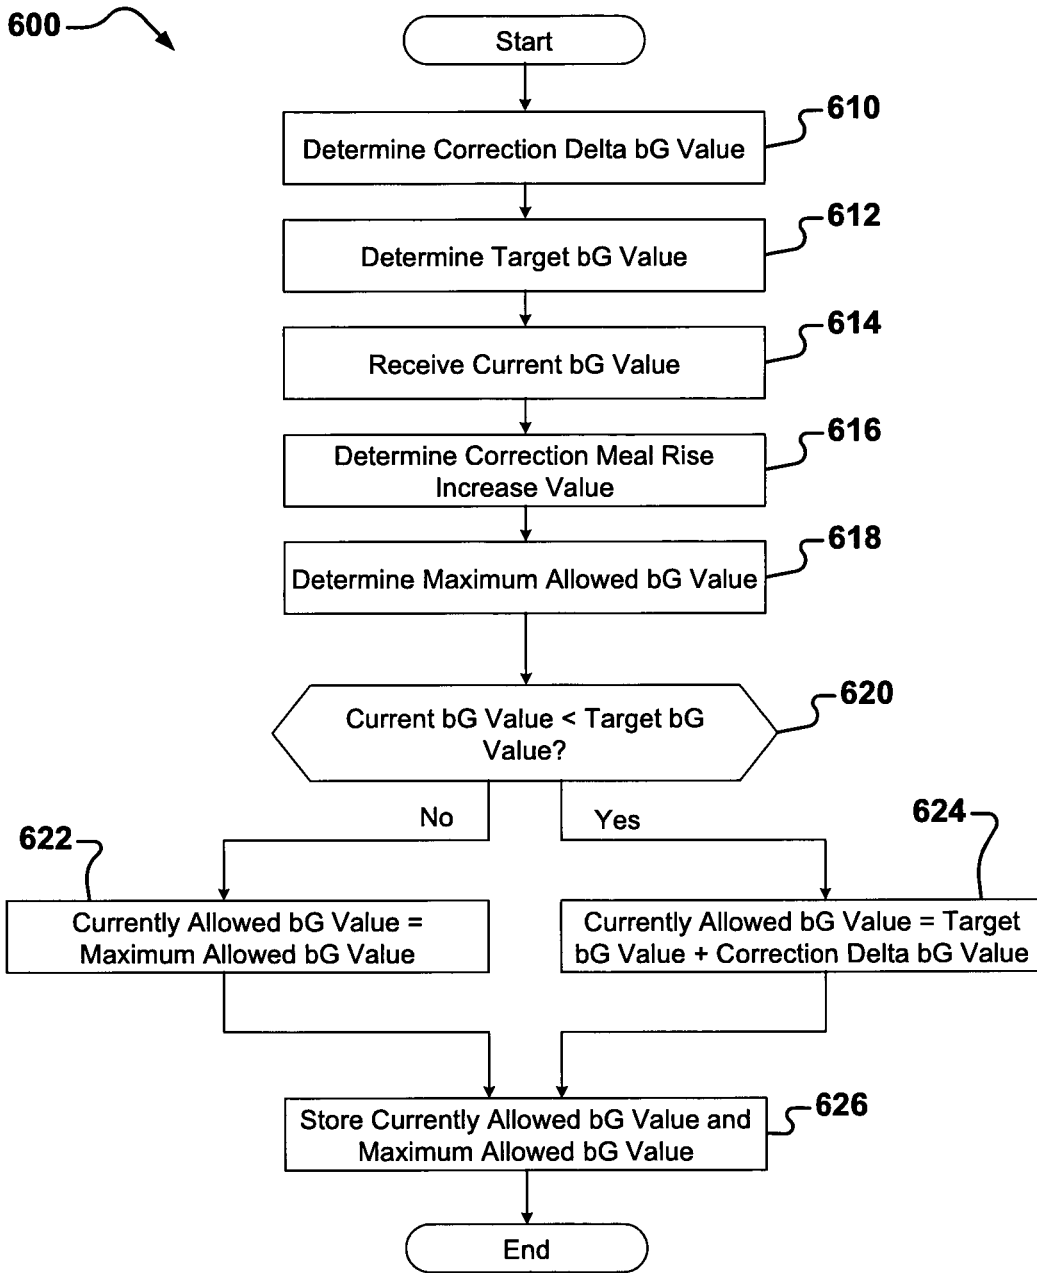 600
Start
610
Determine Correction Delta bG Value
612
Determine Target bG Value
614
Receive Current bG Value
616
Determine Correction Meal Rise
Increase Value
618
Determine Maximum Allowed bG Value
620
Current bG Value < Target bG
Value?
No
Yes
622
624
Currently Allowed bG Value =
Maximum Allowed bG Value
Currently Allowed bG Value = Target
bG Value + Correction Delta bG Value
Store Currently Allowed bG Value and
Maximum Allowed bG Value
626
End